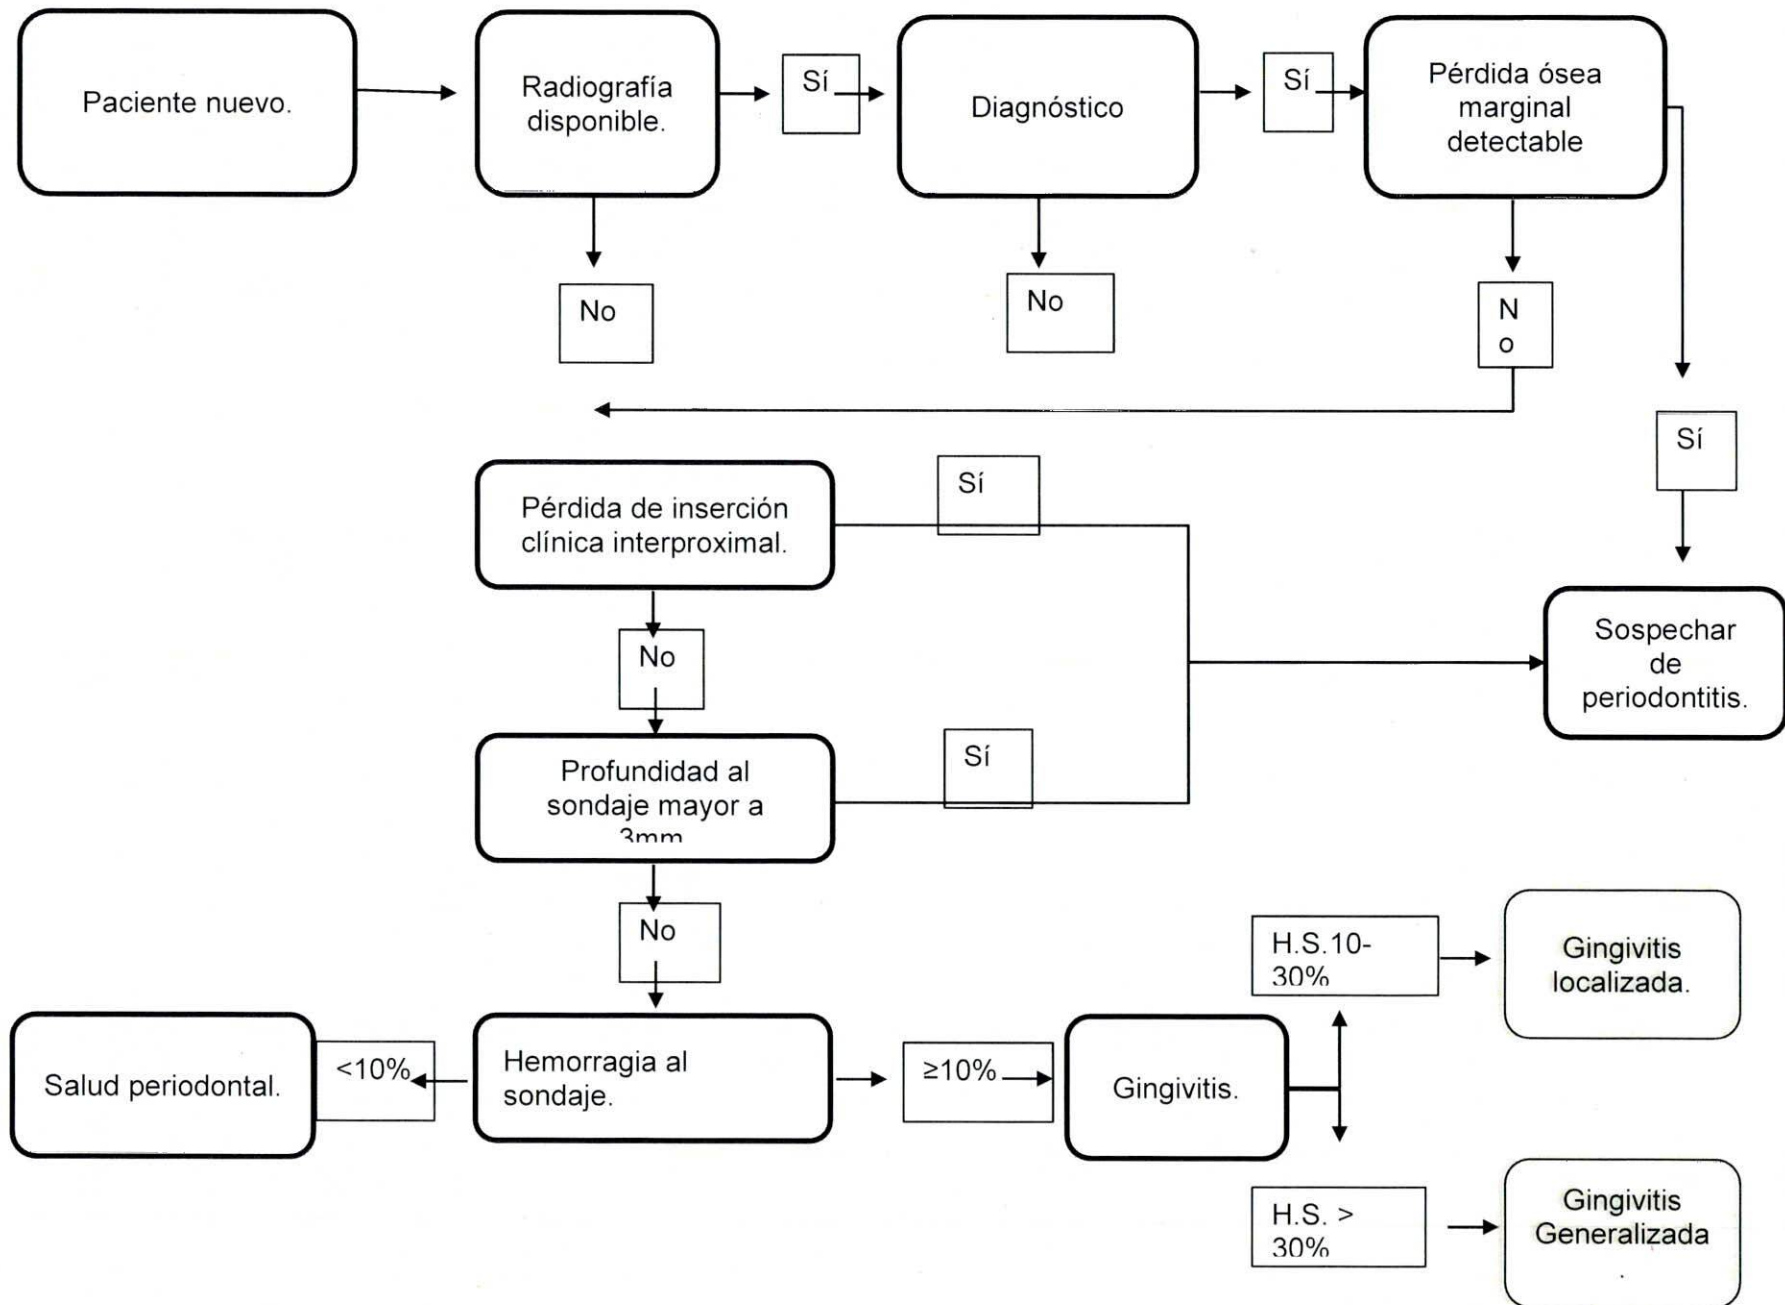 Paciente nuevo.
Radiografía
disponible.
Sí
Diagnóstico
Sí
Pérdida ósea
marginal
detectable
No
No
N
o
Sí
Pérdida de inserción
clínica interproximal.
Sí
No
Sospechar
de
periodontitis.
Profundidad al
sondaje mayor a
3mm
Sí
No
H.S.10-
30%
Gingivitis
localizada.
Salud periodontal.
<10%
Hemorragia al
sondaje.
≥10%
Gingivitis.
H.S. >
30%
Gingivitis
Generalizada